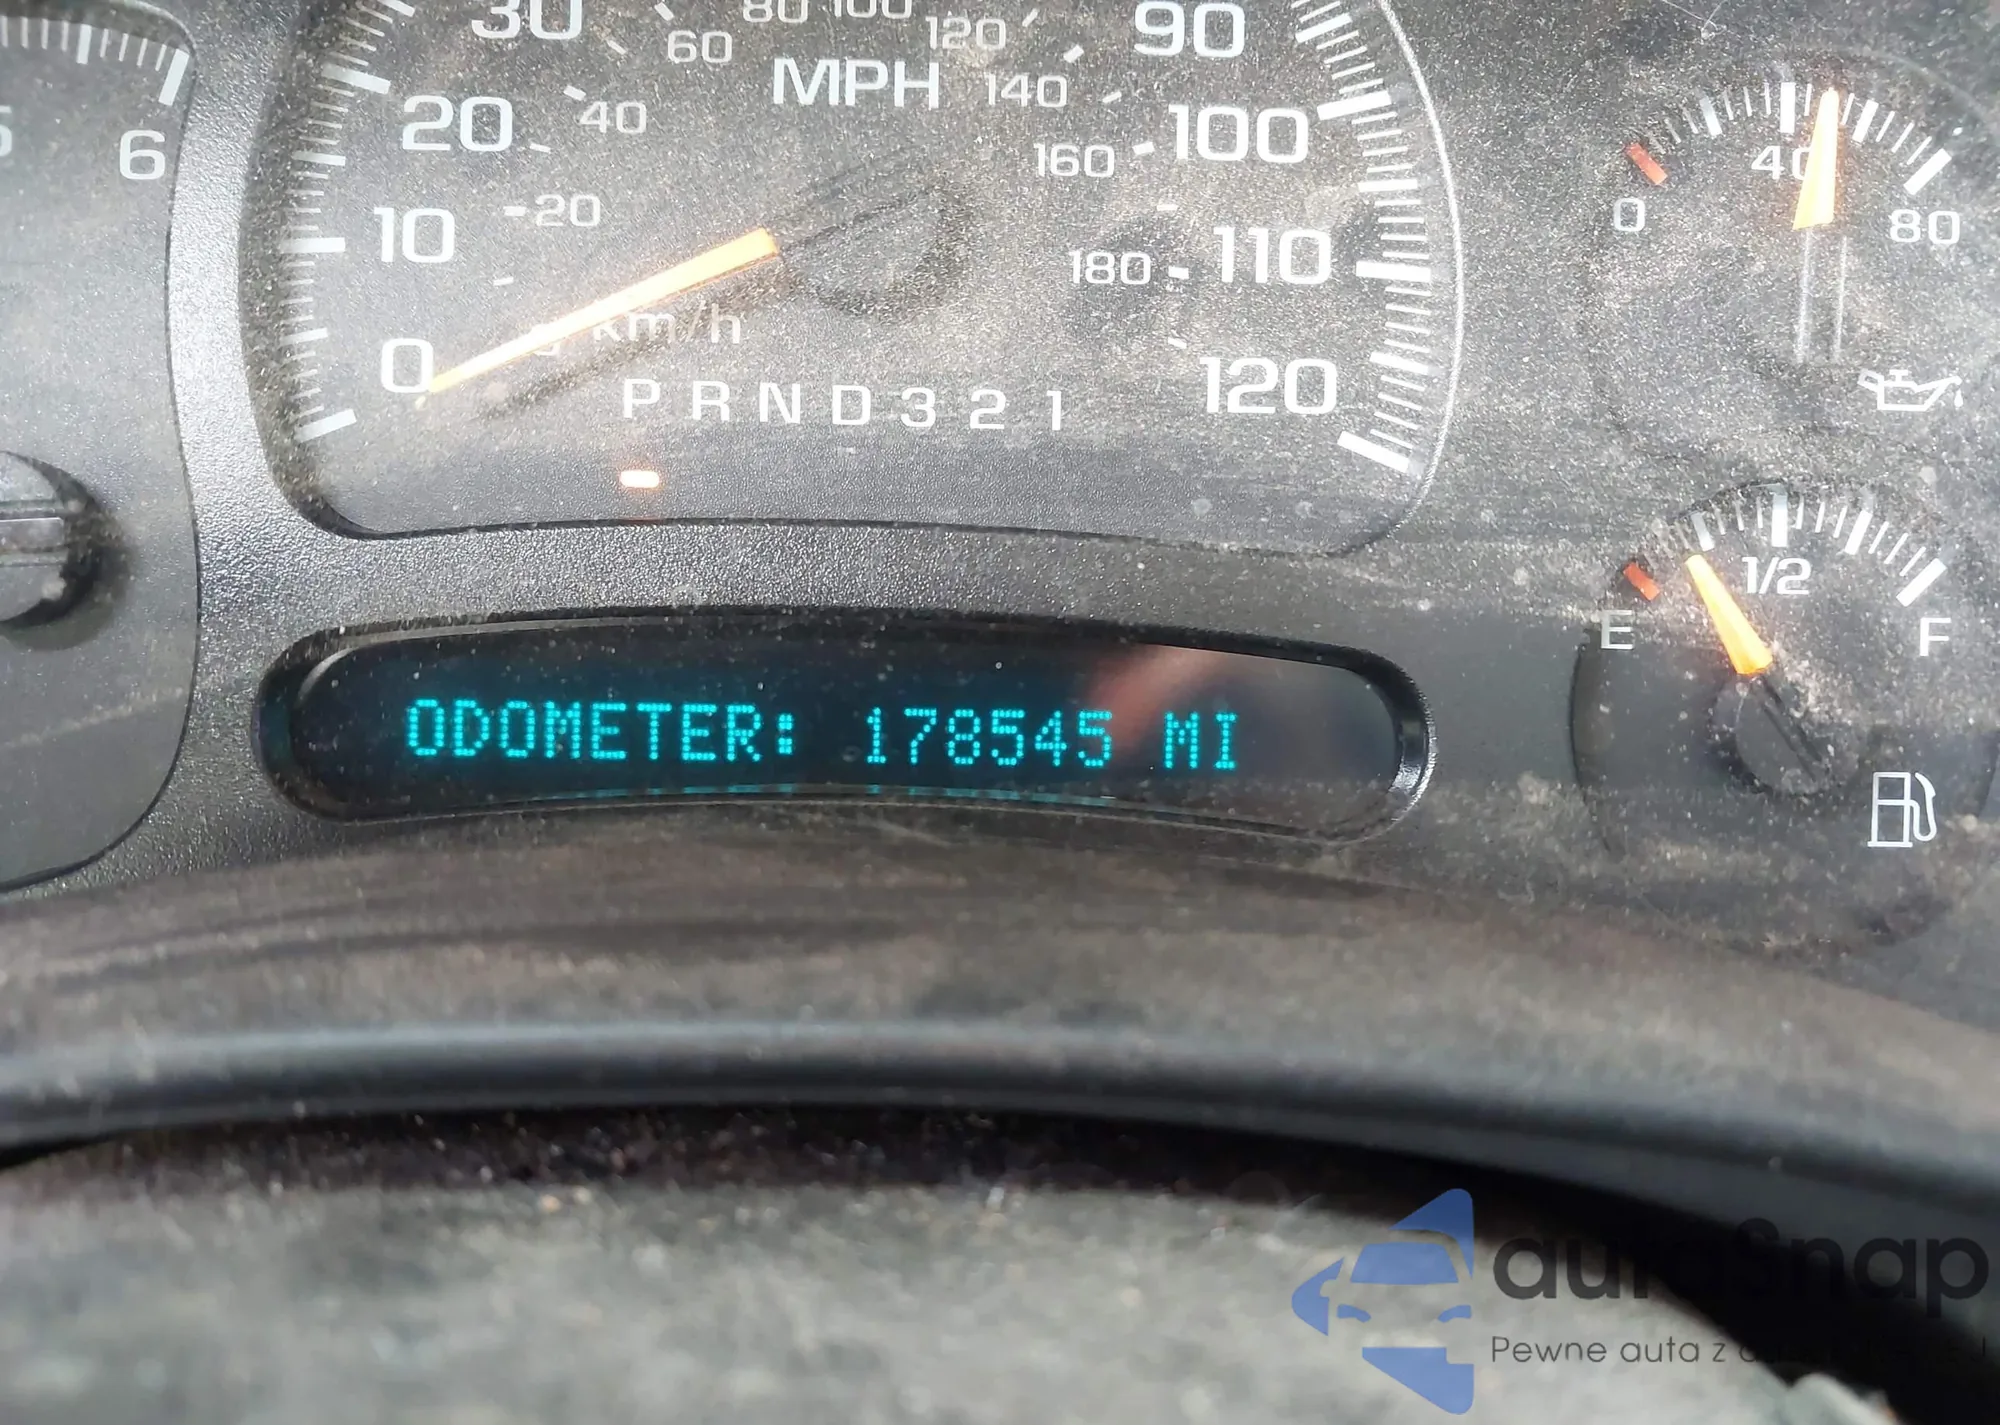 30 80 100 120 90
60 MPH 140
20 40 160 100
10 20 180 110
0 km/h 120
P R N D 3 2 1
6
0 40 80
E 1/2 F
ODOMETER: 178545 MI
auraSnap
Pewne auta z